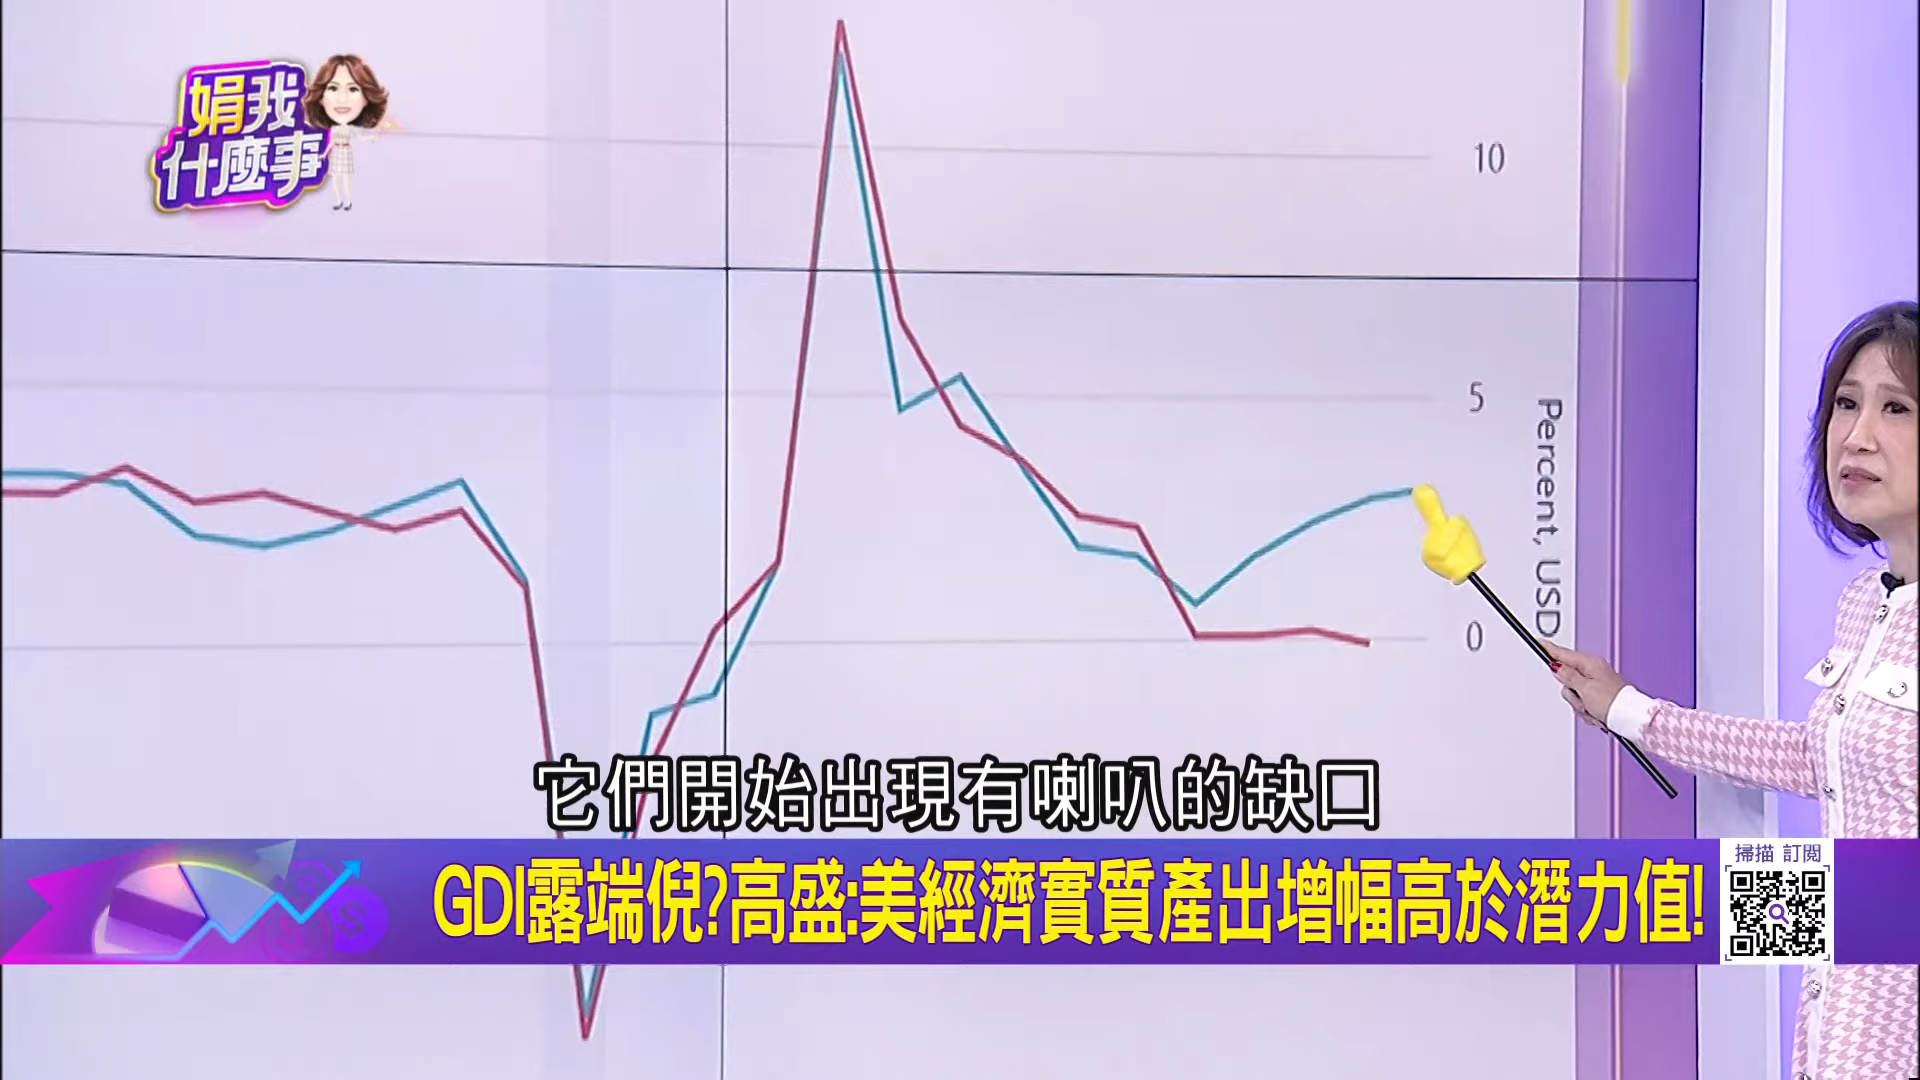 娟我
什麼事
10
5
Percent, USD
0
它們開始出現有喇叭的缺口
GDI露端倪?高盛:美經濟實質產出增幅高於潛力值!
掃描 訂閱